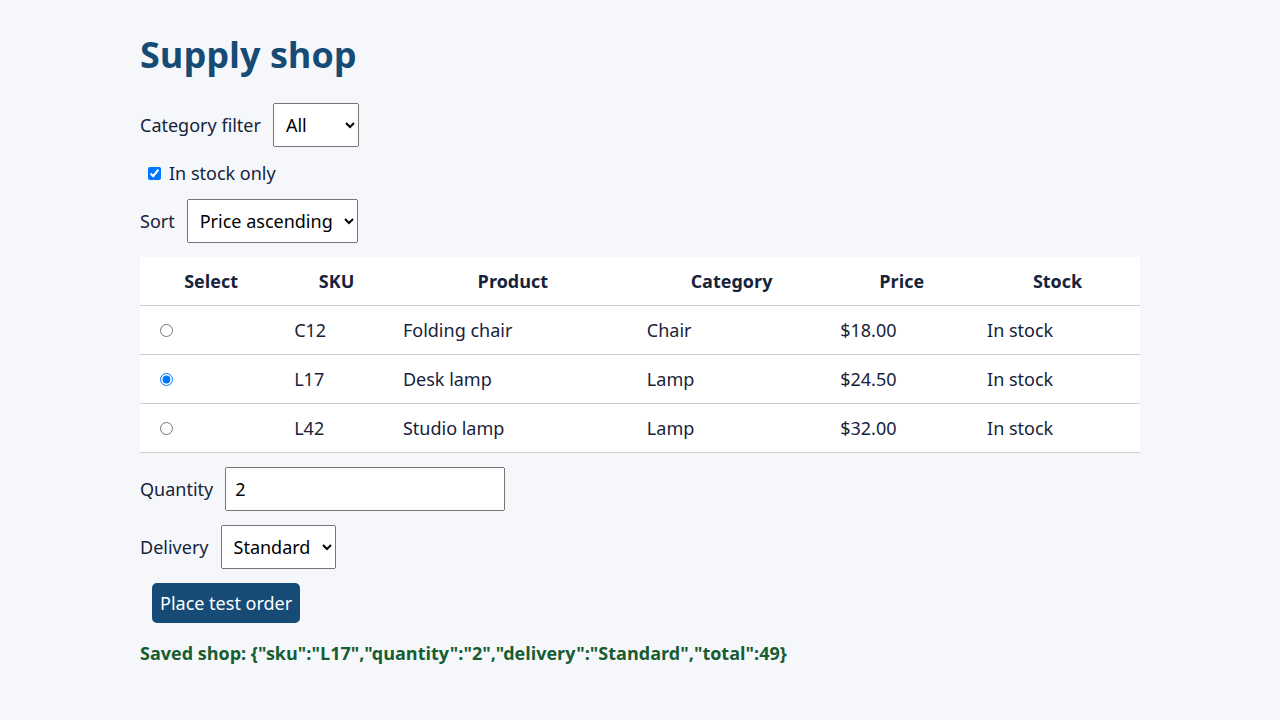 Supply shop
Category filter All
In stock only
Sort Price ascending
Select SKU Product Category Price Stock
C12 Folding chair Chair $18.00 In stock
L17 Desk lamp Lamp $24.50 In stock
L42 Studio lamp Lamp $32.00 In stock
Quantity 2
Delivery Standard
Place test order
Saved shop: {"sku":"L17","quantity":"2","delivery":"Standard","total":49}